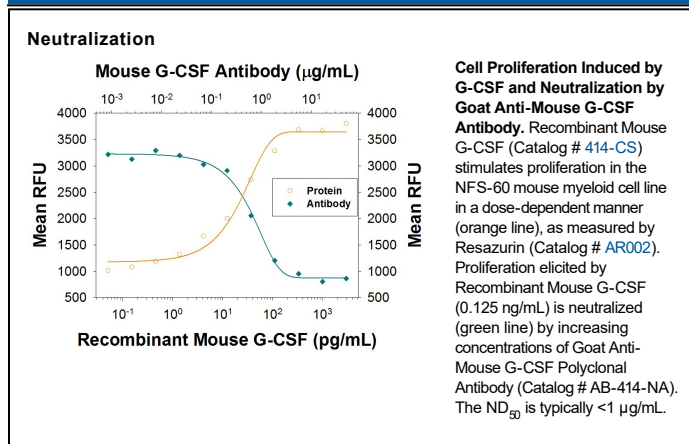 Neutralization
Mouse G-CSF Antibody (µg/mL)
10⁻³ 10⁻² 10⁻¹ 10⁰ 10¹
4000 4000
3500 3500
3000 3000
2500 2500
2000 2000
1500 1500
1000 1000
500 500
Mean RFU
Mean RFU
Protein
Antibody
10⁻¹ 10⁰ 10¹ 10² 10³
Recombinant Mouse G-CSF (pg/mL)
Cell Proliferation Induced by
G-CSF and Neutralization by
Goat Anti-Mouse G-CSF
Antibody. Recombinant Mouse
G-CSF (Catalog # 414-CS)
stimulates proliferation in the
NFS-60 mouse myeloid cell line
in a dose-dependent manner
(orange line), as measured by
Resazurin (Catalog # AR002).
Proliferation elicited by
Recombinant Mouse G-CSF
(0.125 ng/mL) is neutralized
(green line) by increasing
concentrations of Goat Anti-
Mouse G-CSF Polyclonal
Antibody (Catalog # AB-414-NA).
The ND₅₀ is typically <1 µg/mL.